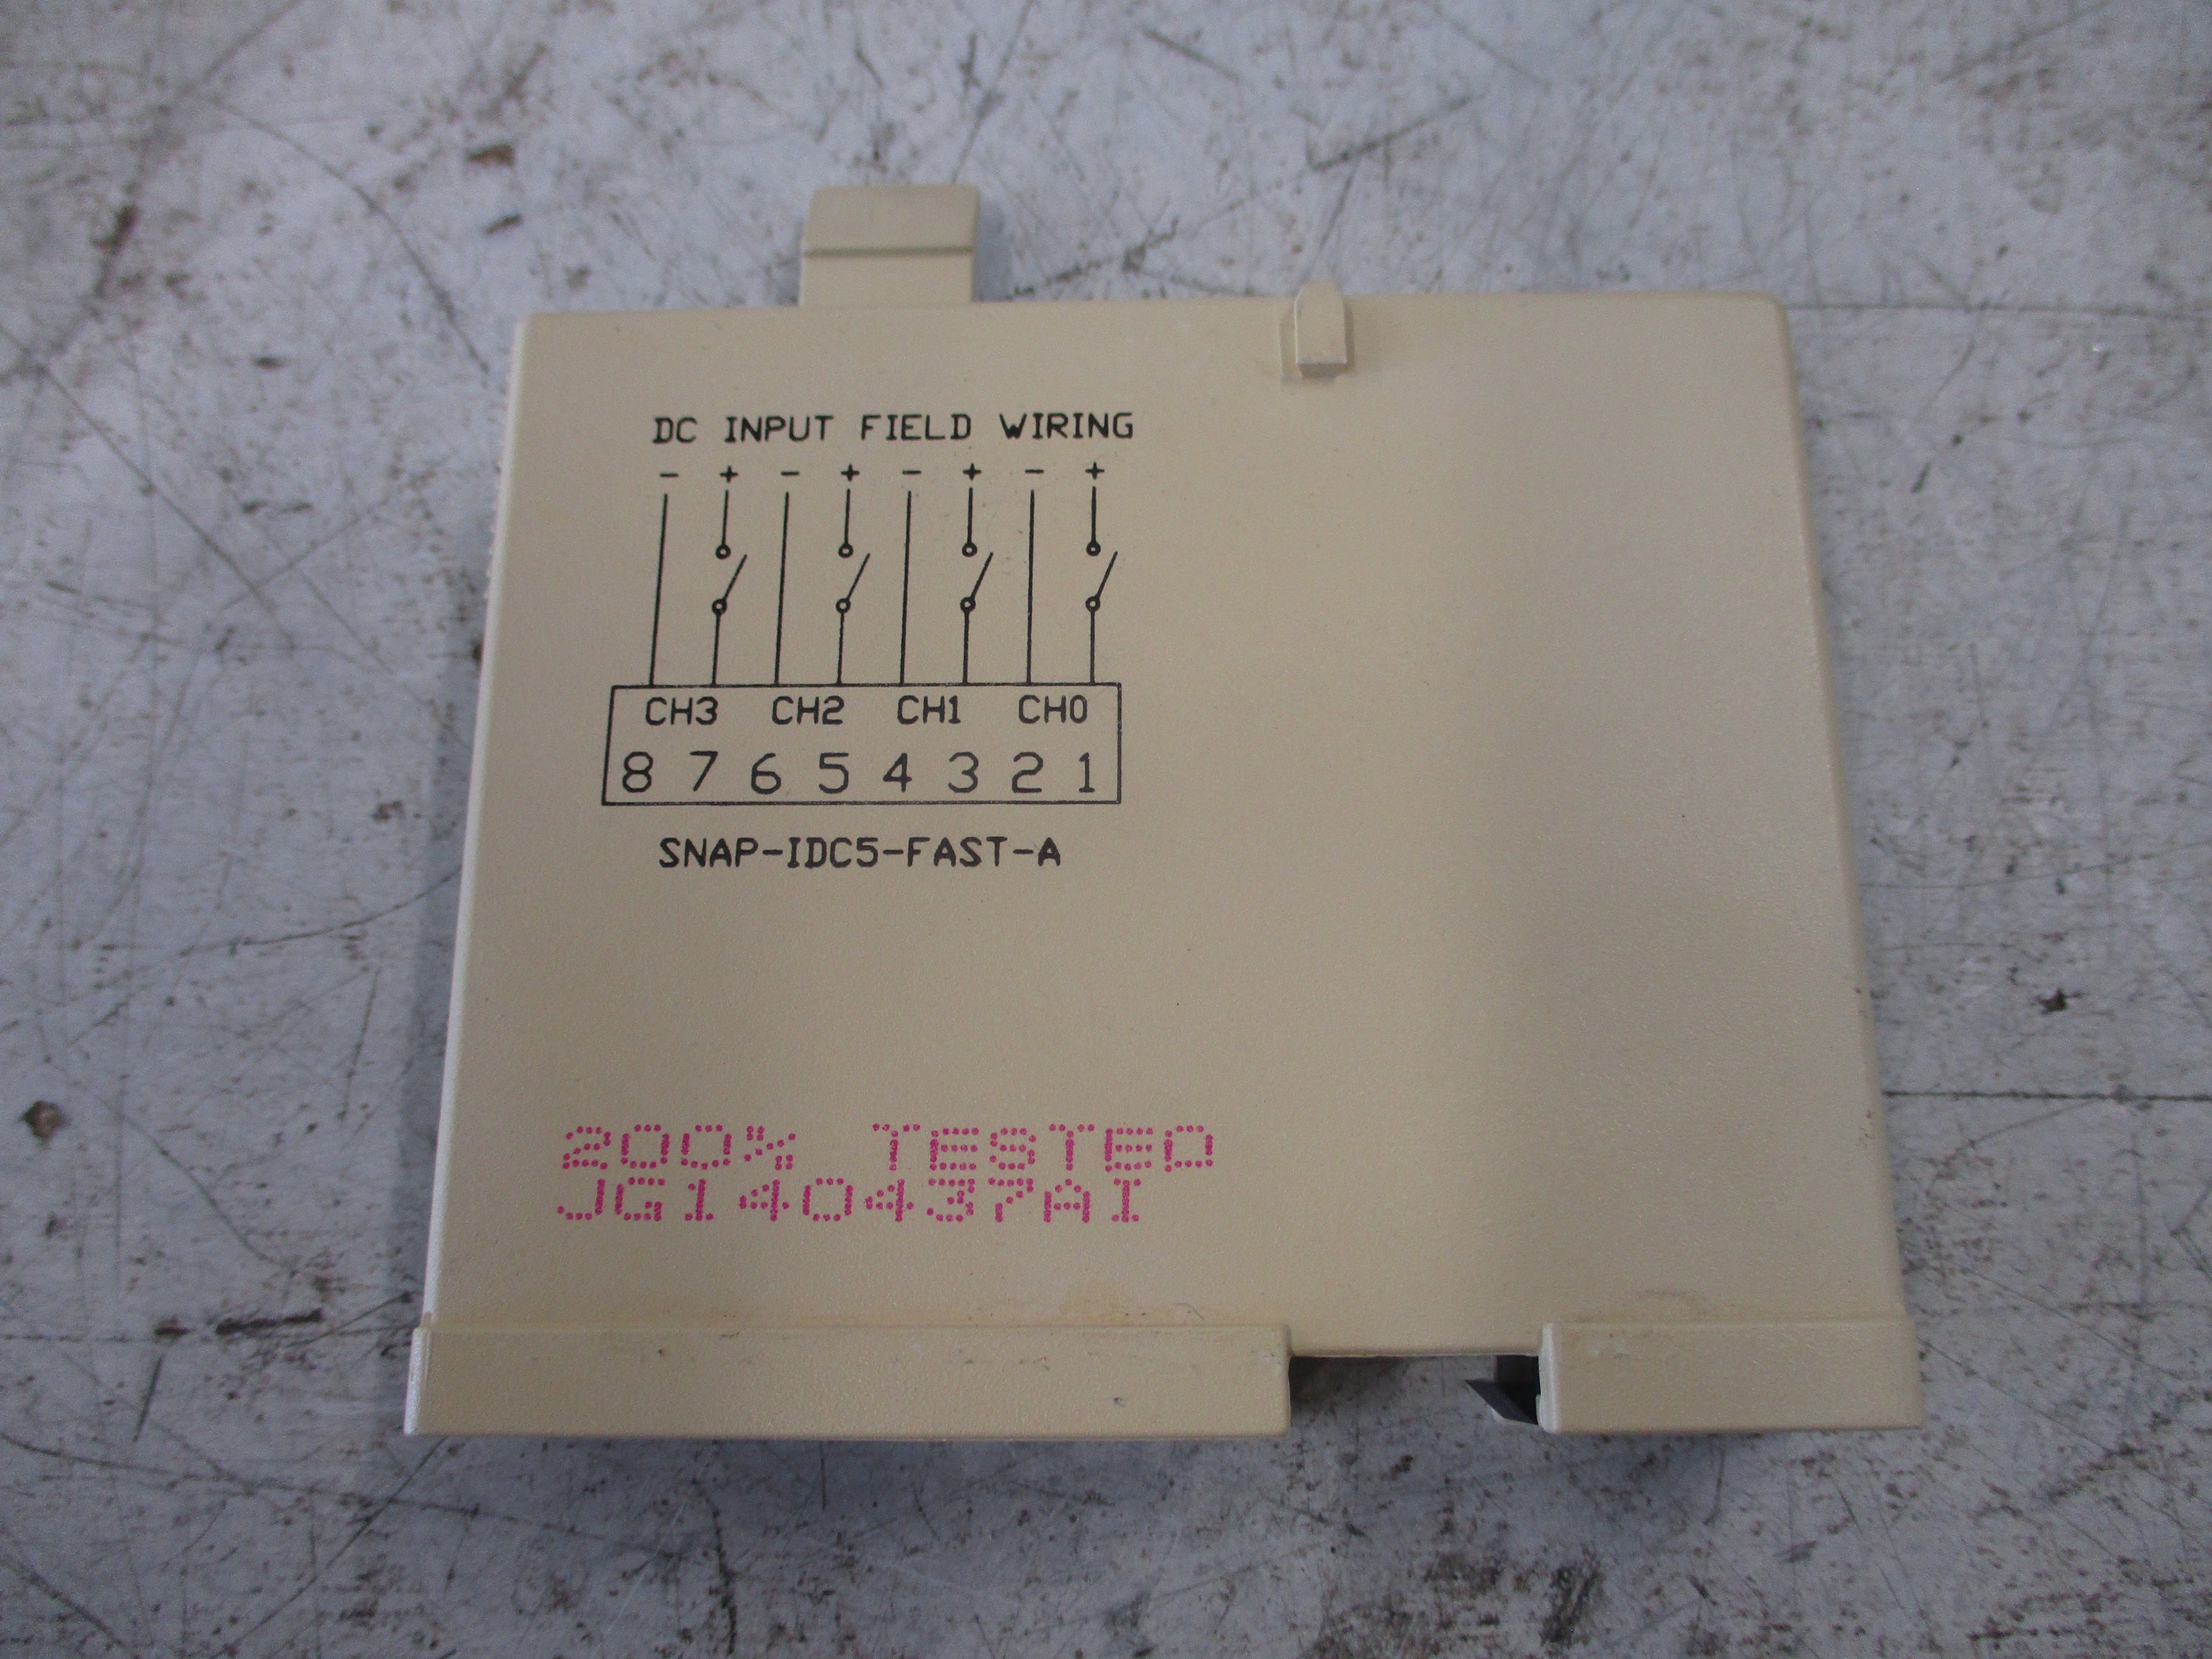 DC INPUT FIELD WIRING
- + - + - + - +
CH3 CH2 CH1 CH0
8 7 6 5 4 3 2 1
SNAP-IDC5-FAST-A
200% TESTED
JG140437AI